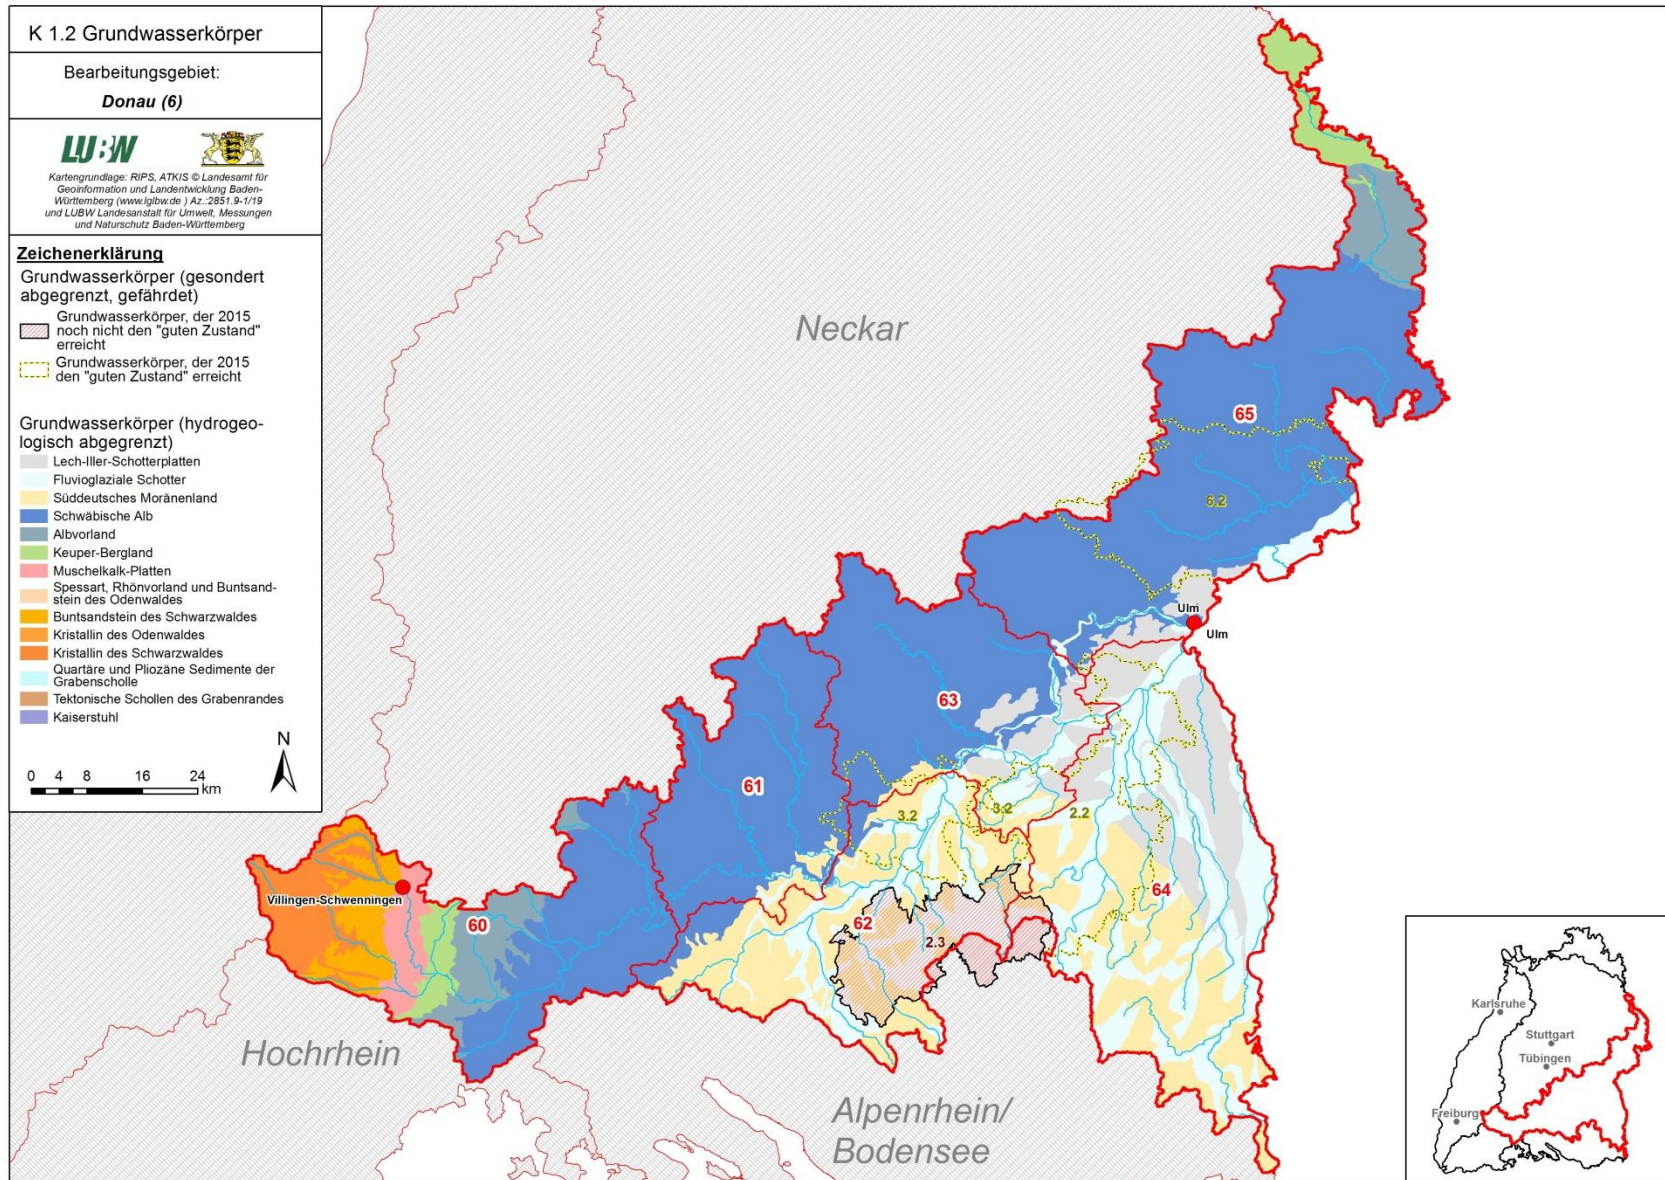 K 1.2 Grundwasserkörper
Bearbeitungsgebiet:
Donau (6)
LUBW
Kartengrundlage: RIPS, ATKIS © Landesamt für
Geoinformation und Landentwicklung Baden-
Württemberg (www.lglbw.de ) Az.:2851.9-1/19
und LUBW Landesanstalt für Umwelt, Messungen
und Naturschutz Baden-Württemberg
Zeichenerklärung
Grundwasserkörper (gesondert
abgegrenzt, gefährdet)
Grundwasserkörper, der 2015
noch nicht den "guten Zustand"
erreicht
Grundwasserkörper, der 2015
den "guten Zustand" erreicht
Grundwasserkörper (hydrogeo-
logisch abgegrenzt)
Lech-Iller-Schotterplatten
Fluvioglaziale Schotter
Süddeutsches Moränenland
Schwäbische Alb
Albvorland
Keuper-Bergland
Muschelkalk-Platten
Spessart, Rhönvorland und Buntsand-
stein des Odenwaldes
Buntsandstein des Schwarzwaldes
Kristallin des Odenwaldes
Kristallin des Schwarzwaldes
Quartäre und Pliozäne Sedimente der
Grabenscholle
Tektonische Schollen des Grabenrandes
Kaiserstuhl
N
0 4 8 16 24
km
Neckar
65
6.2
Ulm
Ulm
63
61
3.2
3.2
2.2
64
Villingen-Schwenningen
60
62
2.3
Hochrhein
Alpenrhein/
Bodensee
Karlsruhe
Stuttgart
Tübingen
Freiburg